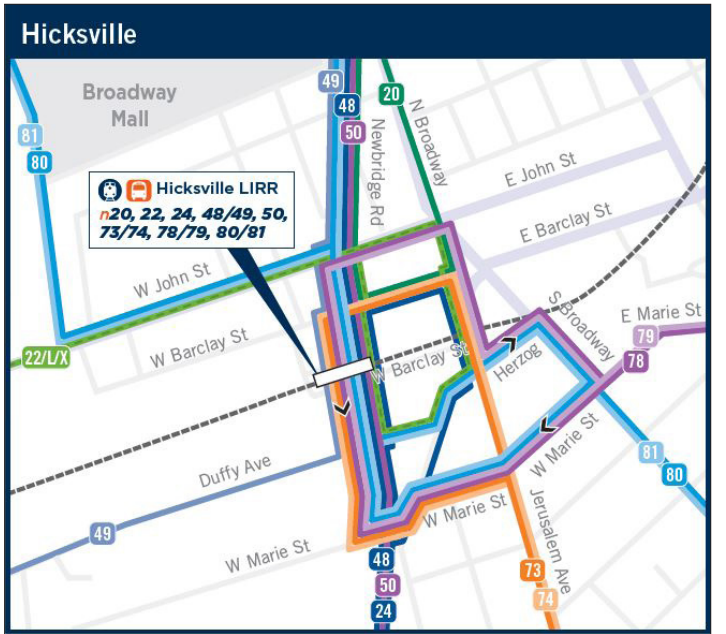 Hicksville
Broadway
Mall
49
48
50
20
81
80
Newbridge Rd
N Broadway
Hicksville LIRR
n20, 22, 24, 48/49, 50,
73/74, 78/79, 80/81
E John St
E Barclay St
W John St
22/L/X
W Barclay St
W Barclay St
Herzog
S Broadway
E Marie St
79
78
Duffy Ave
W Marie St
81
80
49
W Marie St
W Marie St
Jerusalem Ave
48
50
24
73
74